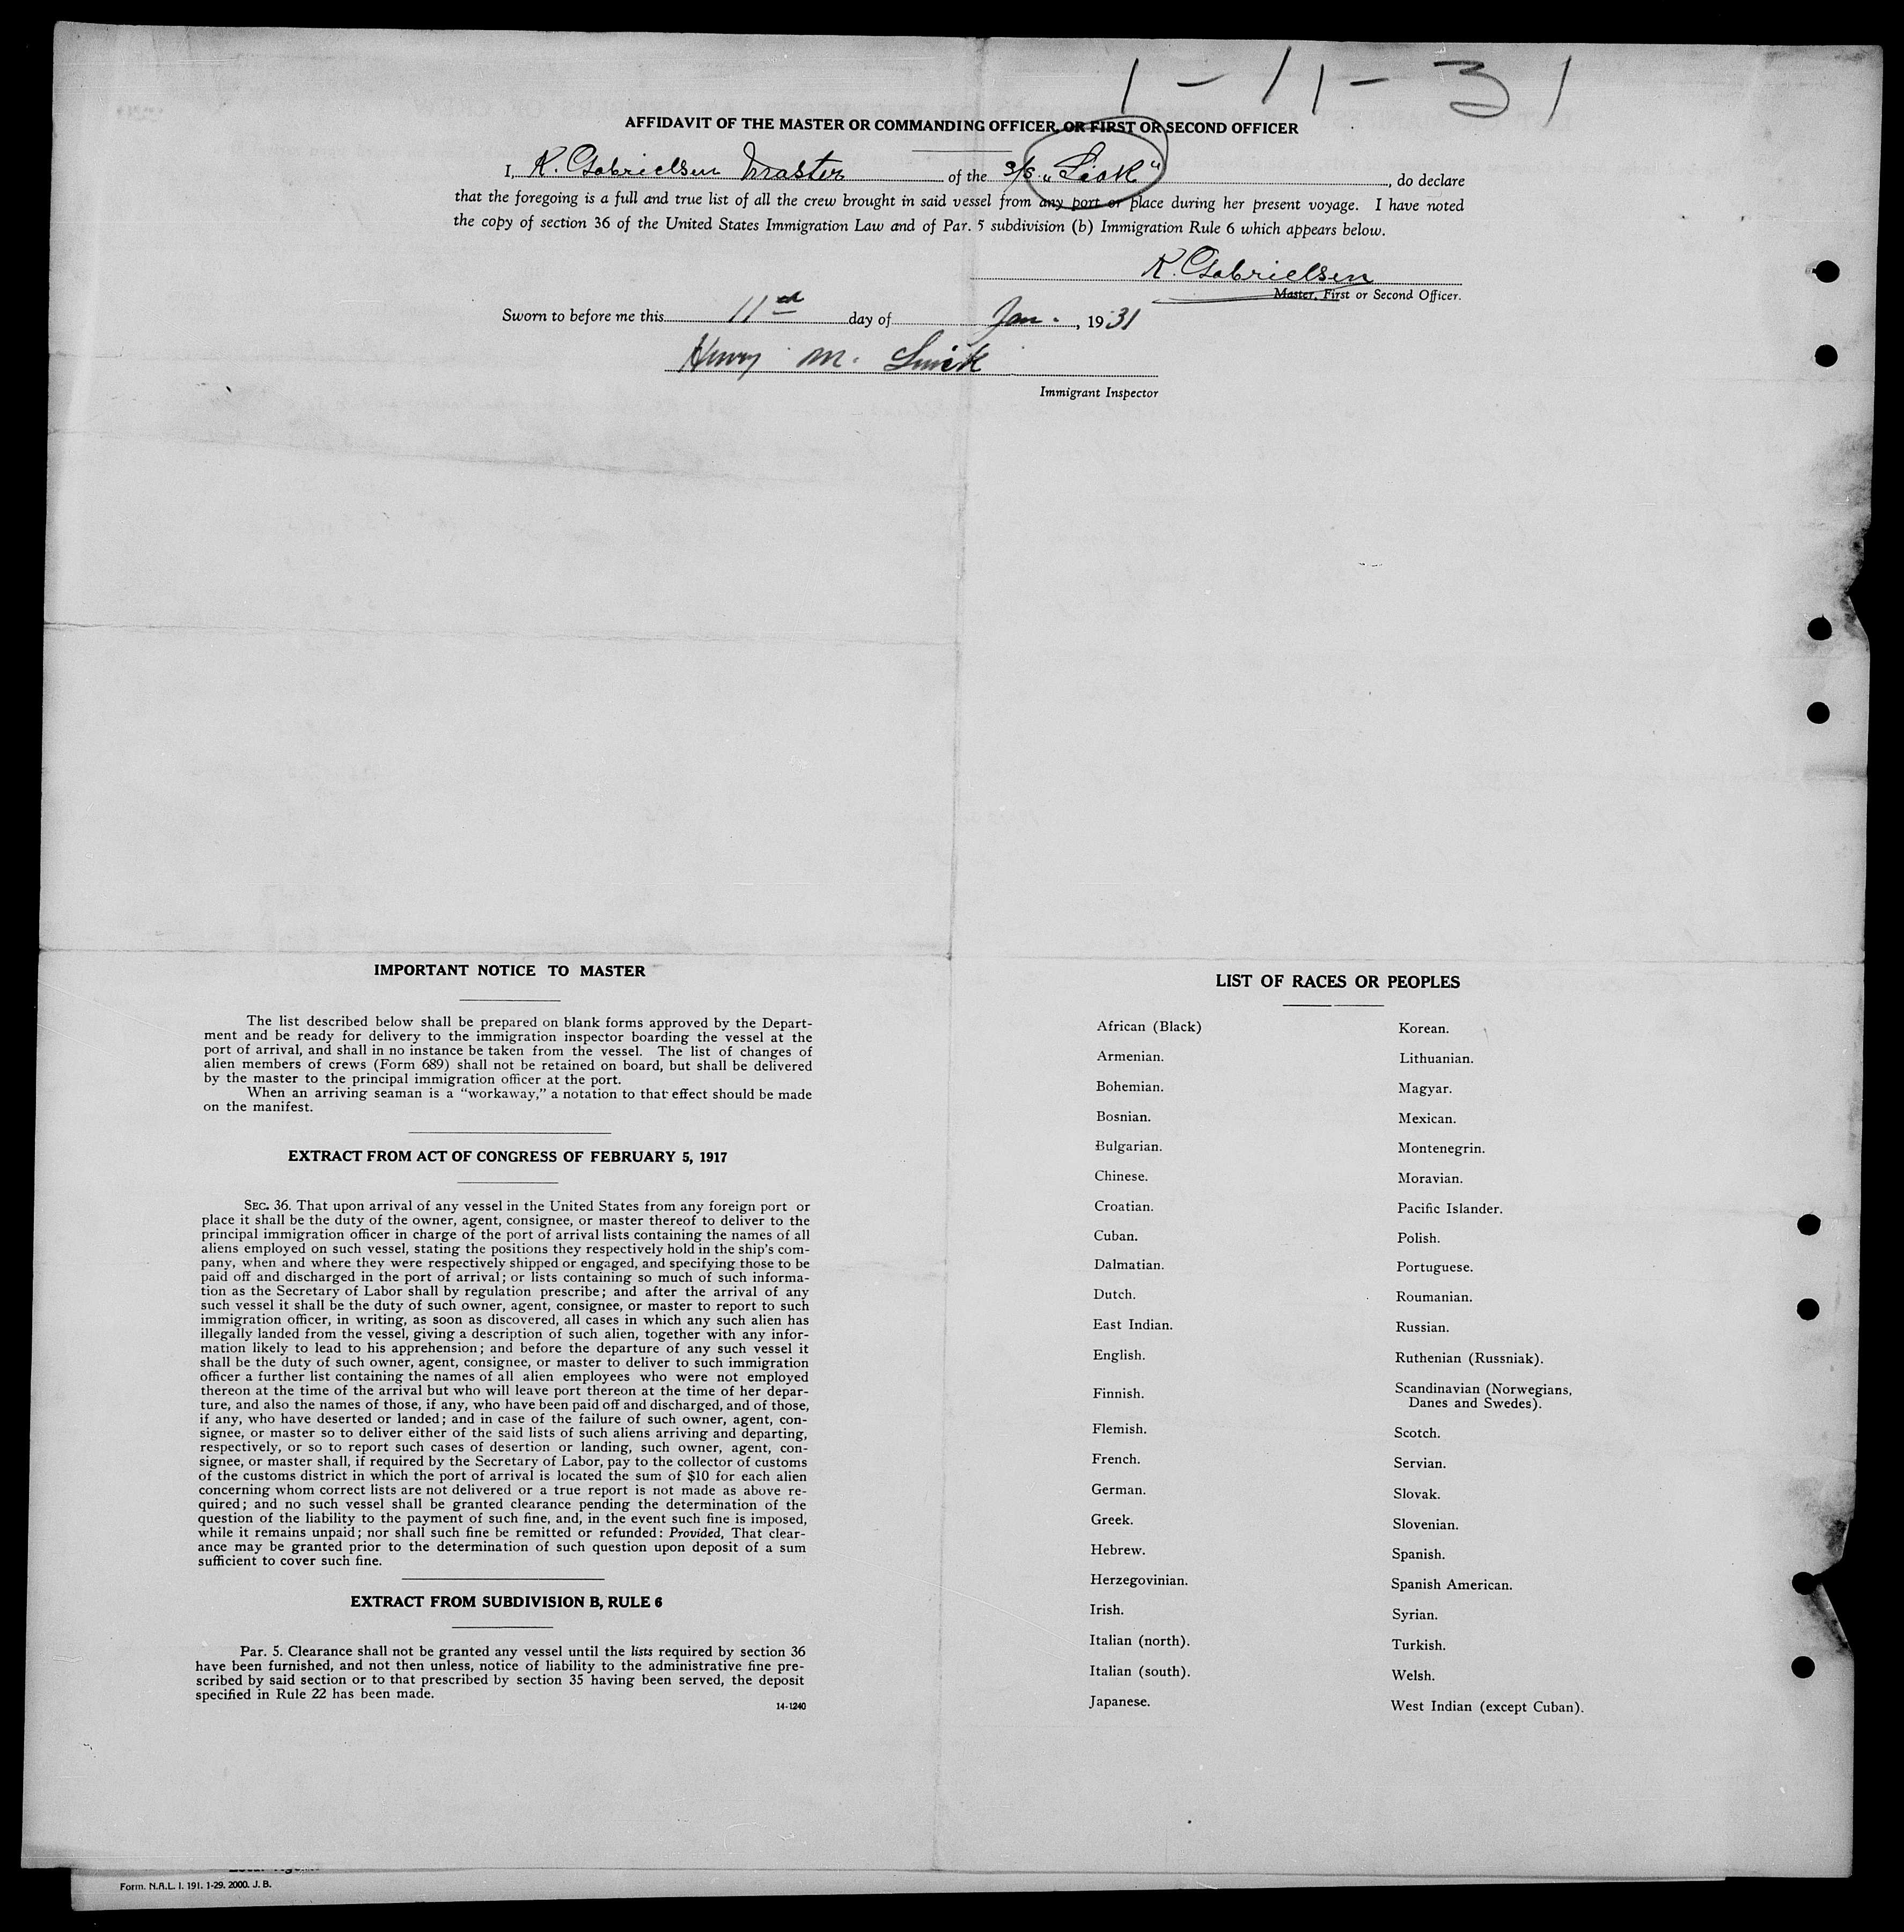 1-11-31
AFFIDAVIT OF THE MASTER OR COMMANDING OFFICER, OR FIRST OR SECOND OFFICER
I, K. Gabrielsen Master of the S/S. „Lisk“, do declare
that the foregoing is a full and true list of all the crew brought in said vessel from any port or place during her present voyage. I have noted
the copy of section 36 of the United States Immigration Law and of Par. 5 subdivision (b) Immigration Rule 6 which appears below.
K. Gabrielsen
Master, First or Second Officer.
Sworn to before me this 11 day of Jan., 1931
Henry M.
Immigrant Inspector
IMPORTANT NOTICE TO MASTER
The list described below shall be prepared on blank forms approved by the Depart-
ment and be ready for delivery to the immigration inspector boarding the vessel at the
port of arrival, and shall in no instance be taken from the vessel. The list of changes of
alien members of crews (Form 689) shall not be retained on board, but shall be delivered
by the master to the principal immigration officer at the port.
When an arriving seaman is a “workaway,” a notation to that effect should be made
on the manifest.
EXTRACT FROM ACT OF CONGRESS OF FEBRUARY 5, 1917
SEC. 36. That upon arrival of any vessel in the United States from any foreign port or
place it shall be the duty of the owner, agent, consignee, or master thereof to deliver to the
principal immigration officer in charge of the port of arrival lists containing the names of all
aliens employed on such vessel, stating the positions they respectively hold in the ship's com-
pany, when and where they were respectively shipped or engaged, and specifying those to be
paid off and discharged in the port of arrival; or lists containing so much of such informa-
tion as the Secretary of Labor shall by regulation prescribe; and after the arrival of any
such vessel it shall be the duty of such owner, agent, consignee, or master to report to such
immigration officer, in writing, as soon as discovered, all cases in which any such alien has
illegally landed from the vessel, giving a description of such alien, together with any infor-
mation likely to lead to his apprehension; and before the departure of any such vessel it
shall be the duty of such owner, agent, consignee, or master to deliver to such immigration
officer a further list containing the names of all alien employees who were not employed
thereon at the time of the arrival but who will leave port thereon at the time of her depar-
ture, and also the names of those, if any, who have been paid off and discharged, and of those,
if any, who have deserted or landed; and in case of the failure of such owner, agent, con-
signee, or master so to deliver either of the said lists of such aliens arriving and departing,
respectively, or so to report such cases of desertion or landing, such owner, agent, con-
signee, or master shall, if required by the Secretary of Labor, pay to the collector of customs
of the customs district in which the port of arrival is located the sum of $10 for each alien
concerning whom correct lists are not delivered or a true report is not made as above re-
quired; and no such vessel shall be granted clearance pending the determination of the
question of the liability to the payment of such fine, and, in the event such fine is imposed,
while it remains unpaid; nor shall such fine be remitted or refunded: Provided, That clear-
ance may be granted prior to the determination of such question upon deposit of a sum
sufficient to cover such fine.
EXTRACT FROM SUBDIVISION B, RULE 6
Par. 5. Clearance shall not be granted any vessel until the lists required by section 36
have been furnished, and not then unless, notice of liability to the administrative fine pre-
scribed by said section or to that prescribed by section 35 having been served, the deposit
specified in Rule 22 has been made.
14-1240
LIST OF RACES OR PEOPLES
African (Black)
Armenian.
Bohemian.
Bosnian.
Bulgarian.
Chinese.
Croatian.
Cuban.
Dalmatian.
Dutch.
East Indian.
English.
Finnish.
Flemish.
French.
German.
Greek.
Hebrew.
Herzegovinian.
Irish.
Italian (north).
Italian (south).
Japanese.
Korean.
Lithuanian.
Magyar.
Mexican.
Montenegrin.
Moravian.
Pacific Islander.
Polish.
Portuguese.
Roumanian.
Russian.
Ruthenian (Russniak).
Scandinavian (Norwegians,
Danes and Swedes).
Scotch.
Servian.
Slovak.
Slovenian.
Spanish.
Spanish American.
Syrian.
Turkish.
Welsh.
West Indian (except Cuban).
Form. N.A.L. I. 191. 1-29. 2000. J. B.